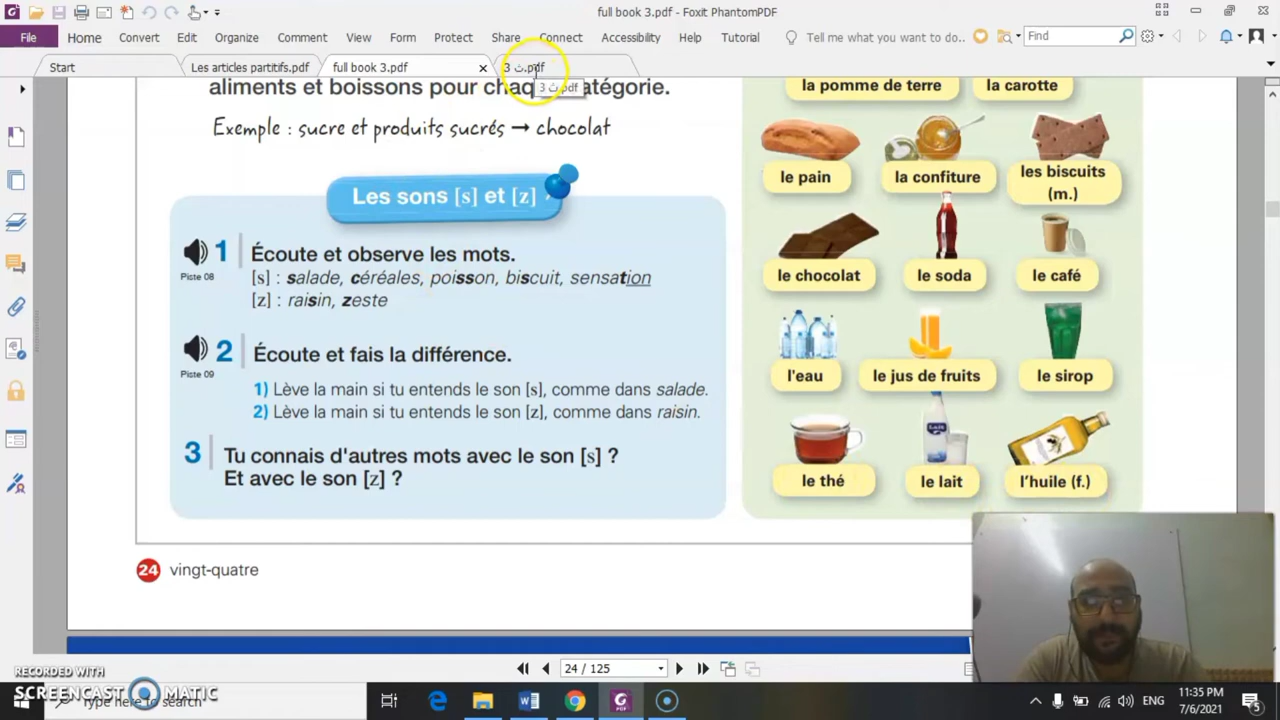 full book 3.pdf - Foxit PhantomPDF
File Home Convert Edit Organize Comment View Form Protect Share Connect Accessibility Help Tutorial Tell me what you want to do... Find
Start Les articles partitifs.pdf full book 3.pdf 3 ث.pdf
3 ث.pdf
aliments et boissons pour chaque catégorie.
Exemple : sucre et produits sucrés → chocolat
Les sons [s] et [z]
1 Écoute et observe les mots.
Piste 08
[s] : salade, céréales, poisson, biscuit, sensation
[z] : raisin, zeste
2 Écoute et fais la différence.
Piste 09
1) Lève la main si tu entends le son [s], comme dans salade.
2) Lève la main si tu entends le son [z], comme dans raisin.
3 Tu connais d'autres mots avec le son [s] ?
Et avec le son [z] ?
24 vingt-quatre
la pomme de terre la carotte
le pain la confiture les biscuits (m.)
le chocolat le soda le café
l'eau le jus de fruits le sirop
le thé le lait l'huile (f.)
24 / 125
RECORDED WITH
SCREENCAST MATIC
Type here to search
ENG
11:35 PM
7/6/2021
5